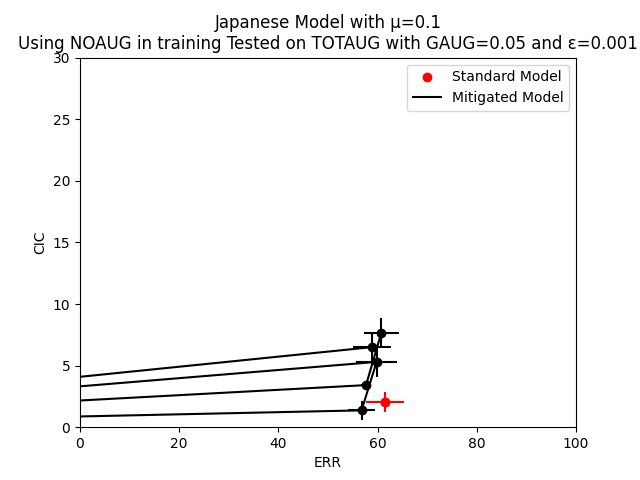 Japanese Model with μ=0.1
Using NOAUG in training Tested on TOTAUG with GAUG=0.05 and ε=0.001
Standard Model
Mitigated Model
CIC
30
25
20
15
10
5
0
0 20 40 60 80 100
ERR